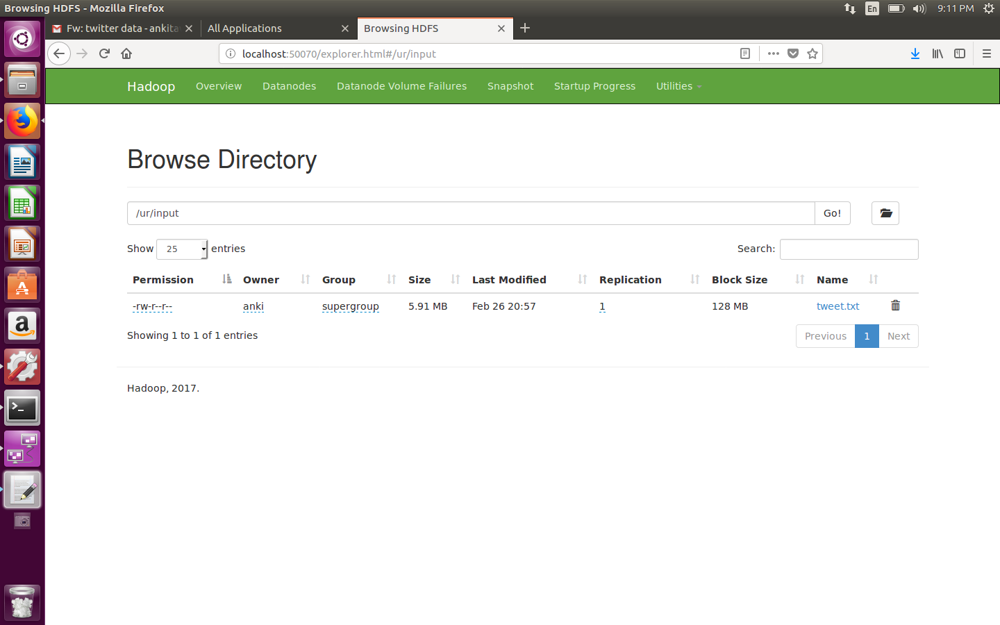 Browsing HDFS - Mozilla Firefox
En
9:11 PM
Fw: twitter data - ankita
All Applications
Browsing HDFS
localhost:50070/explorer.html#/ur/input
Hadoop Overview Datanodes Datanode Volume Failures Snapshot Startup Progress Utilities
Browse Directory
/ur/input Go!
Show 25 entries Search:
Permission Owner Group Size Last Modified Replication Block Size Name
-rw-r--r-- anki supergroup 5.91 MB Feb 26 20:57 1 128 MB tweet.txt
Showing 1 to 1 of 1 entries Previous 1 Next
Hadoop, 2017.